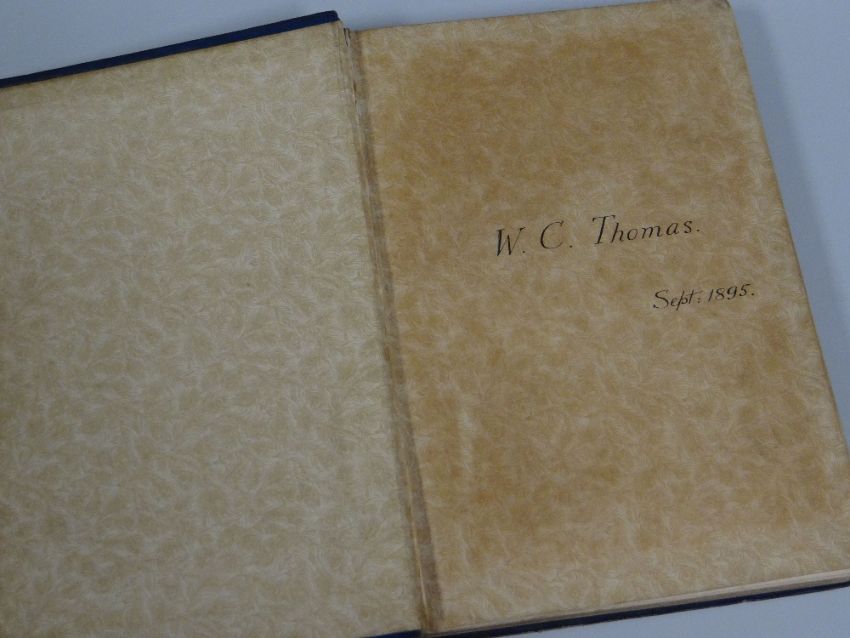 W. C. Thomas.
Sept: 1895.